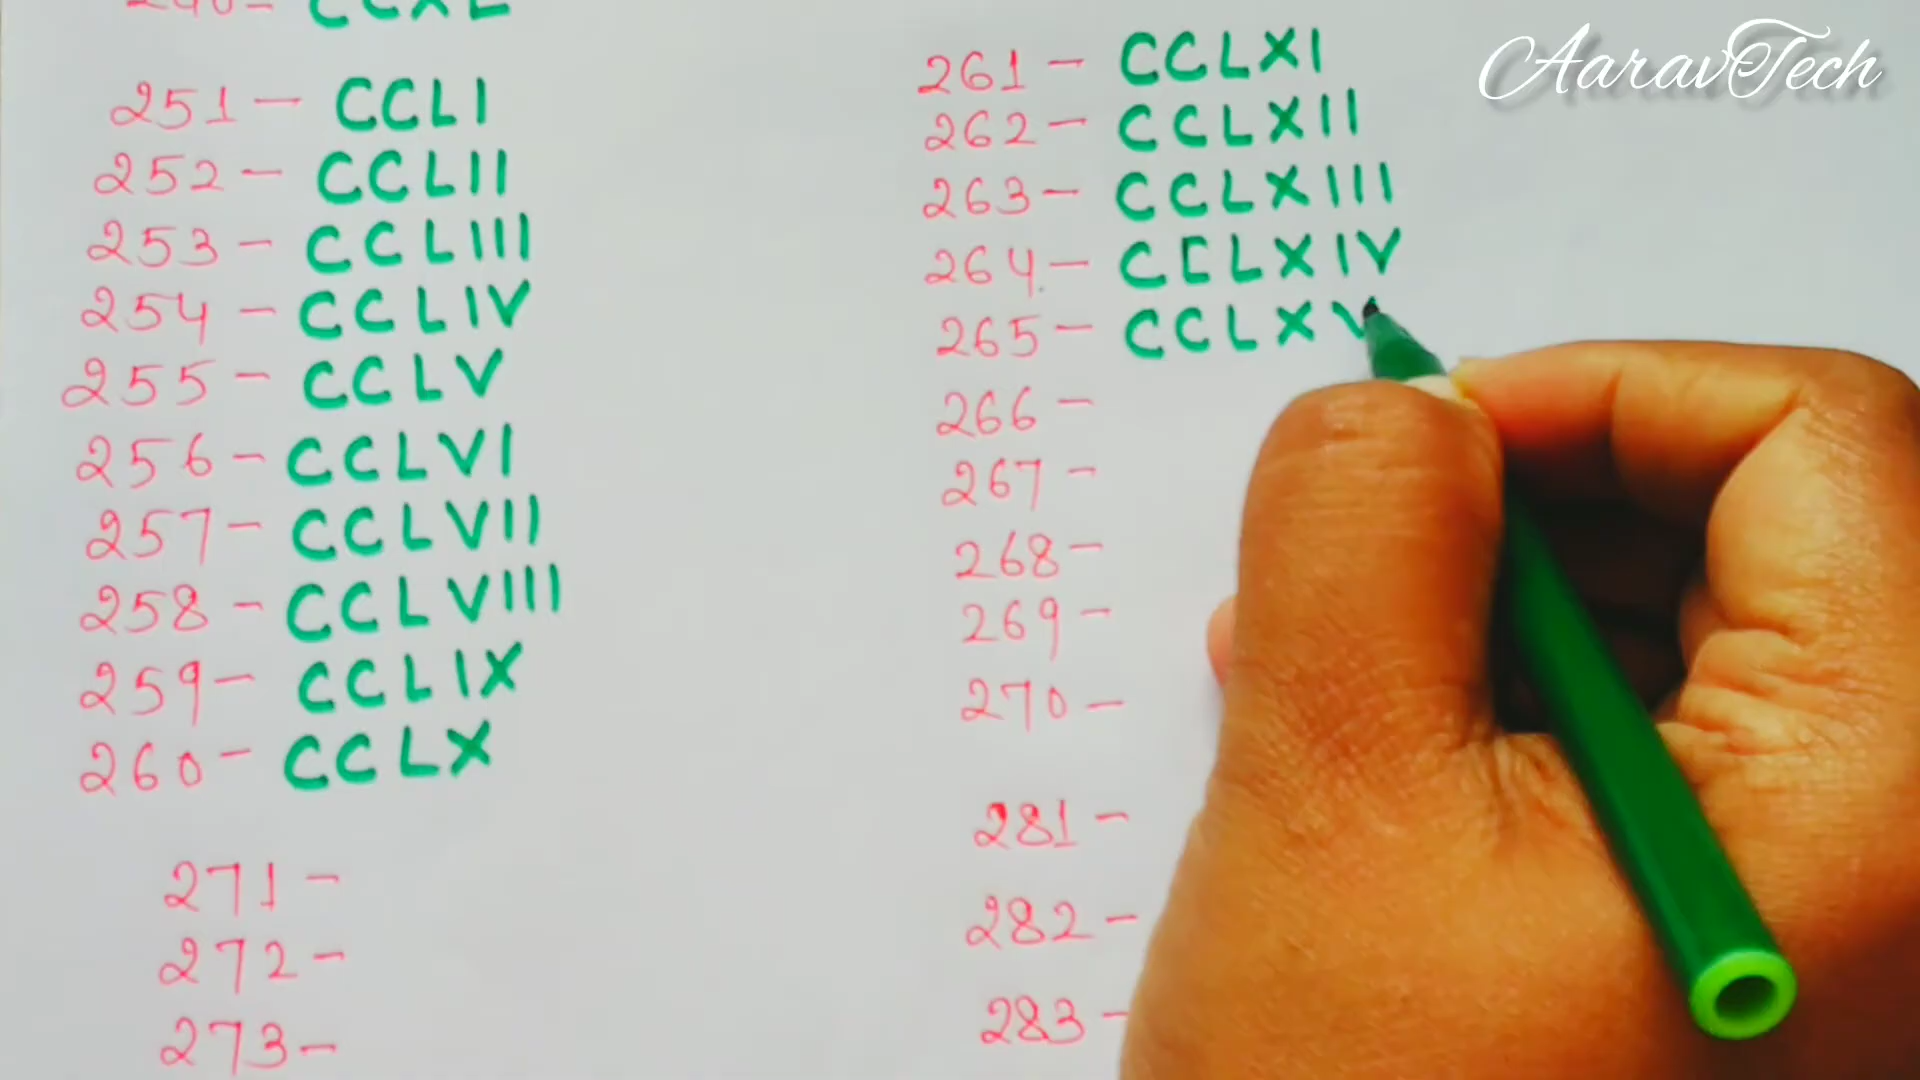 251 - CCLI
252 - CCLII
253 - CCLIII
254 - CCLIV
255 - CCLV
256 - CCLVI
257 - CCLVII
258 - CCLVIII
259 - CCLIX
260 - CCLX
271 -
272 -
273 -
AaravTech
261 - CCLXI
262 - CCLXII
263 - CCLXIII
264 - CCLXIV
265 - CCLXV
266 -
267 -
268 -
269 -
270 -
281 -
282 -
283 -